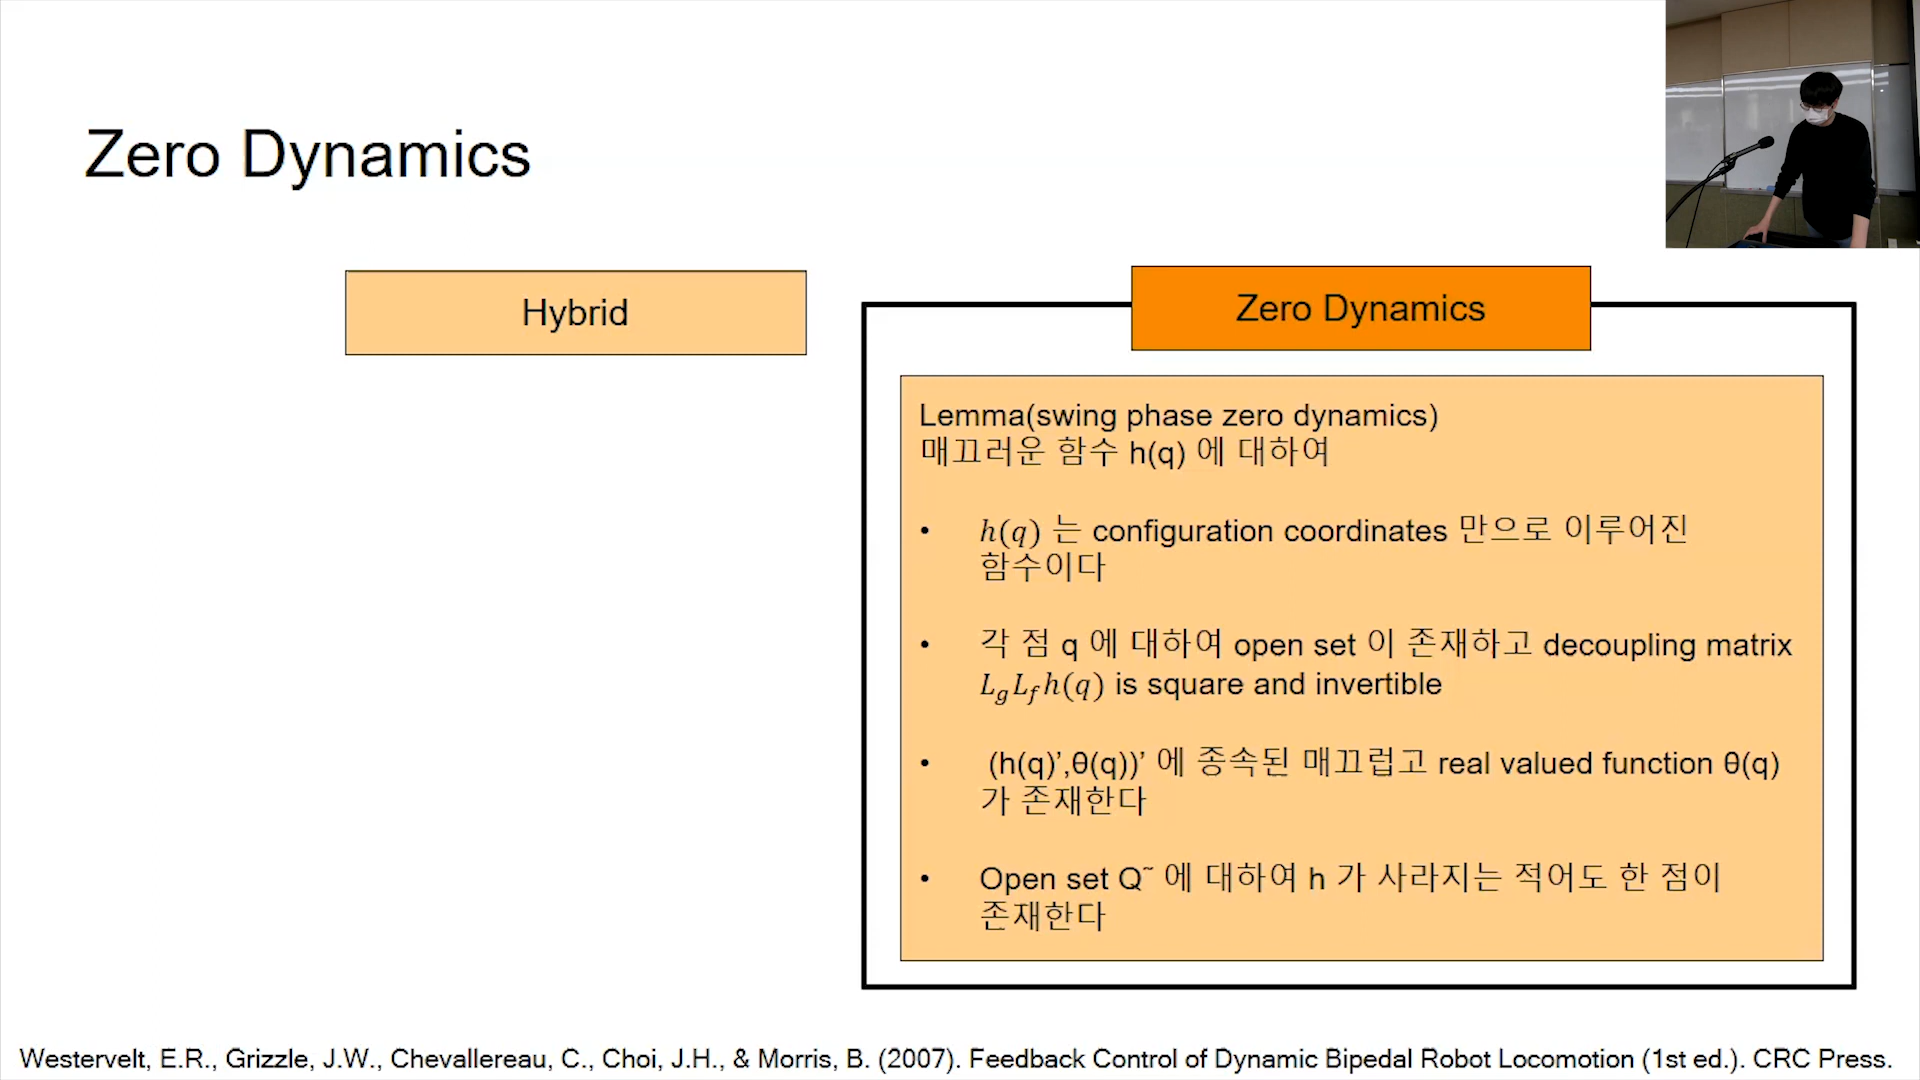 Zero Dynamics
Hybrid
Zero Dynamics
Lemma(swing phase zero dynamics)
매끄러운 함수 h(q) 에 대하여
• h(q) 는 configuration coordinates 만으로 이루어진
함수이다
• 각 점 q 에 대하여 open set 이 존재하고 decoupling matrix
L_g L_f h(q) is square and invertible
• (h(q)’,θ(q))’ 에 종속된 매끄럽고 real valued function θ(q)
가 존재한다
• Open set Q˜ 에 대하여 h 가 사라지는 적어도 한 점이
존재한다
Westervelt, E.R., Grizzle, J.W., Chevallereau, C., Choi, J.H., & Morris, B. (2007). Feedback Control of Dynamic Bipedal Robot Locomotion (1st ed.). CRC Press.